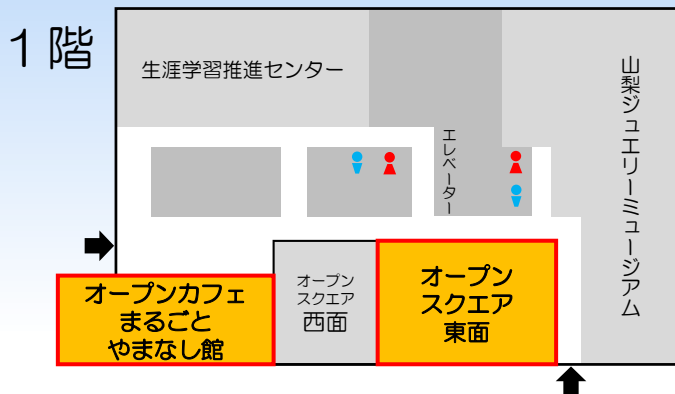 1階
生涯学習推進センター
エレベーター
山梨ジュエリーミュージアム
オープンカフェ
まるごと
やまなし館
オープン
スクエア
西面
オープン
スクエア
東面